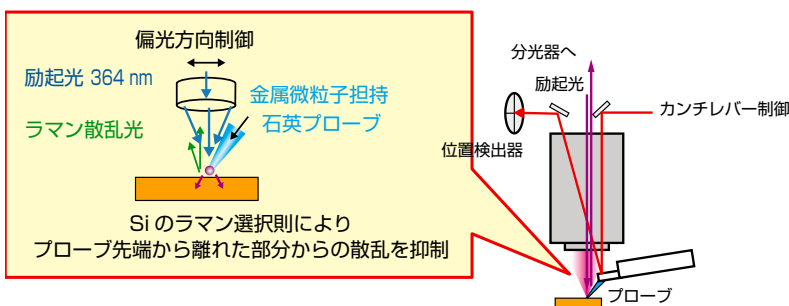 偏光方向制御
励起光 364 nm
金属微粒子担持
石英プローブ
ラマン散乱光
Si のラマン選択則により
プローブ先端から離れた部分からの散乱を抑制
分光器へ
励起光
カンチレバー制御
位置検出器
プローブ